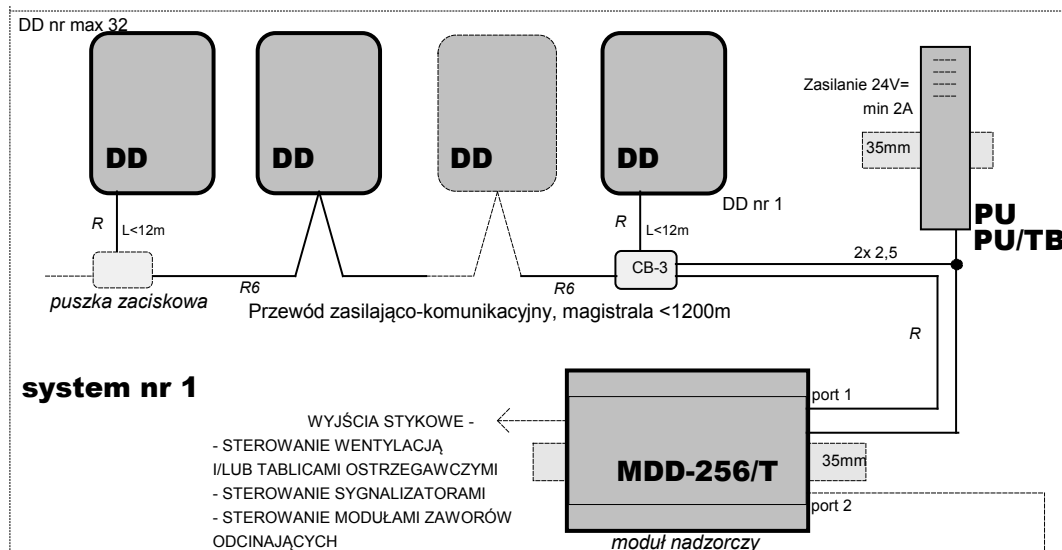 DD nr max 32
DD
DD
DD
DD
DD nr 1
Zasilanie 24V=
min 2A
35mm
PU
PU/TB
R
L<12m
R
L<12m
CB-3
2x 2,5
puszka zaciskowa
R6
R6
Przewód zasilająco-komunikacyjny, magistrala <1200m
R
system nr 1
port 1
WYJŚCIA STYKOWE -
- STEROWANIE WENTYLACJĄ
I/LUB TABLICAMI OSTRZEGAWCZYMI
- STEROWANIE SYGNALIZATORAMI
- STEROWANIE MODUŁAMI ZAWORÓW
ODCINAJĄCYCH
MDD-256/T
35mm
port 2
moduł nadzorczy